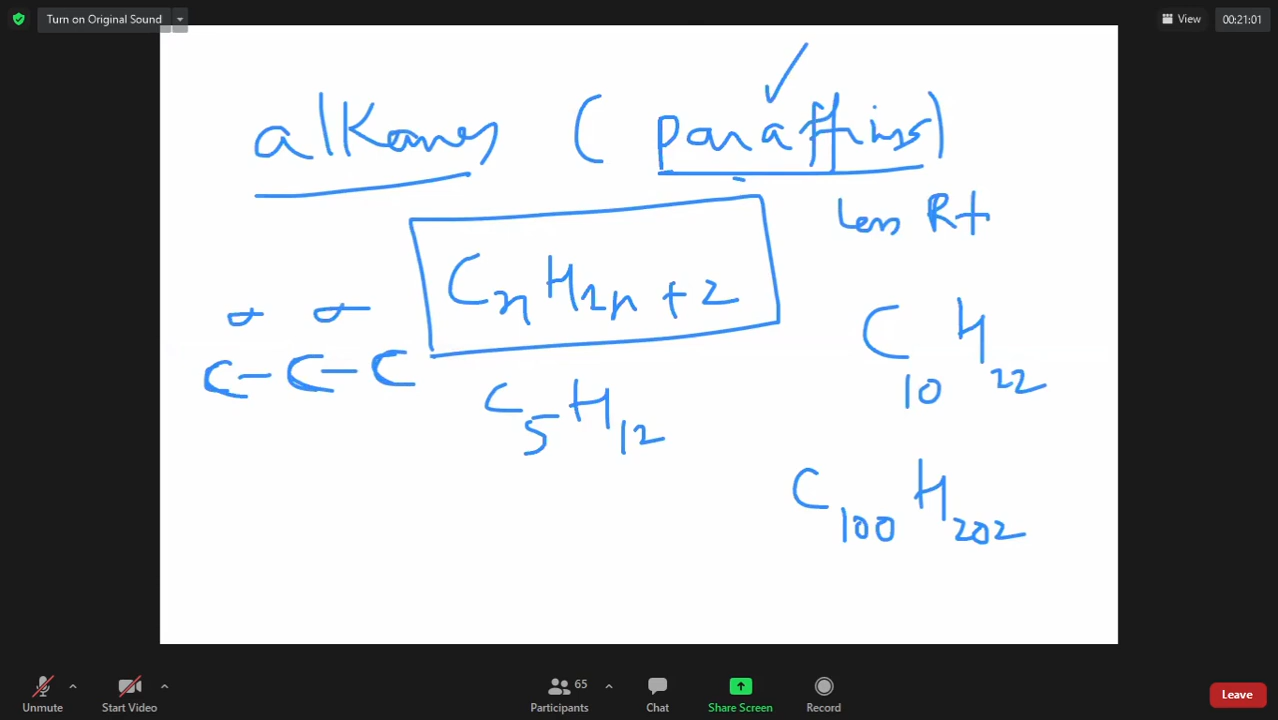 Turn on Original Sound
View
00:21:01
alkanes (paraffins)
less Rt
CnH2n+2
σ σ
C-C-C
C10H22
C5H12
C100H202
Unmute
Start Video
65
Participants
Chat
Share Screen
Record
Leave